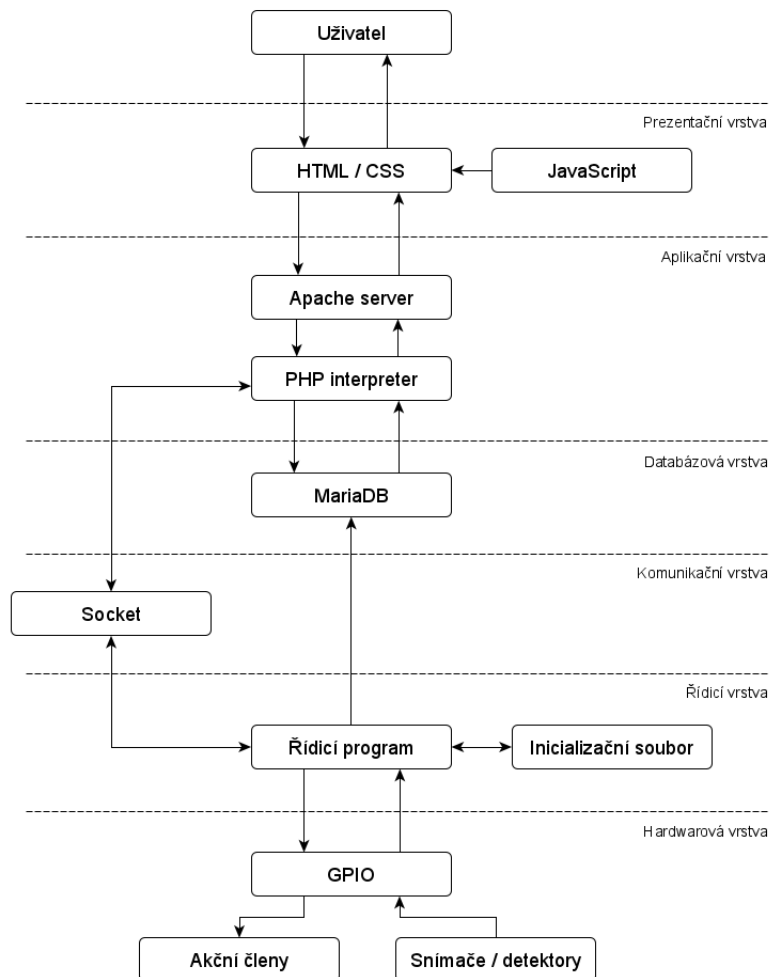 Uživatel
Prezentační vrstva
HTML / CSS
JavaScript
Aplikační vrstva
Apache server
PHP interpreter
Databázová vrstva
MariaDB
Komunikační vrstva
Socket
Řídicí vrstva
Řídicí program
Inicializační soubor
Hardwarová vrstva
GPIO
Akční členy
Snímače / detektory